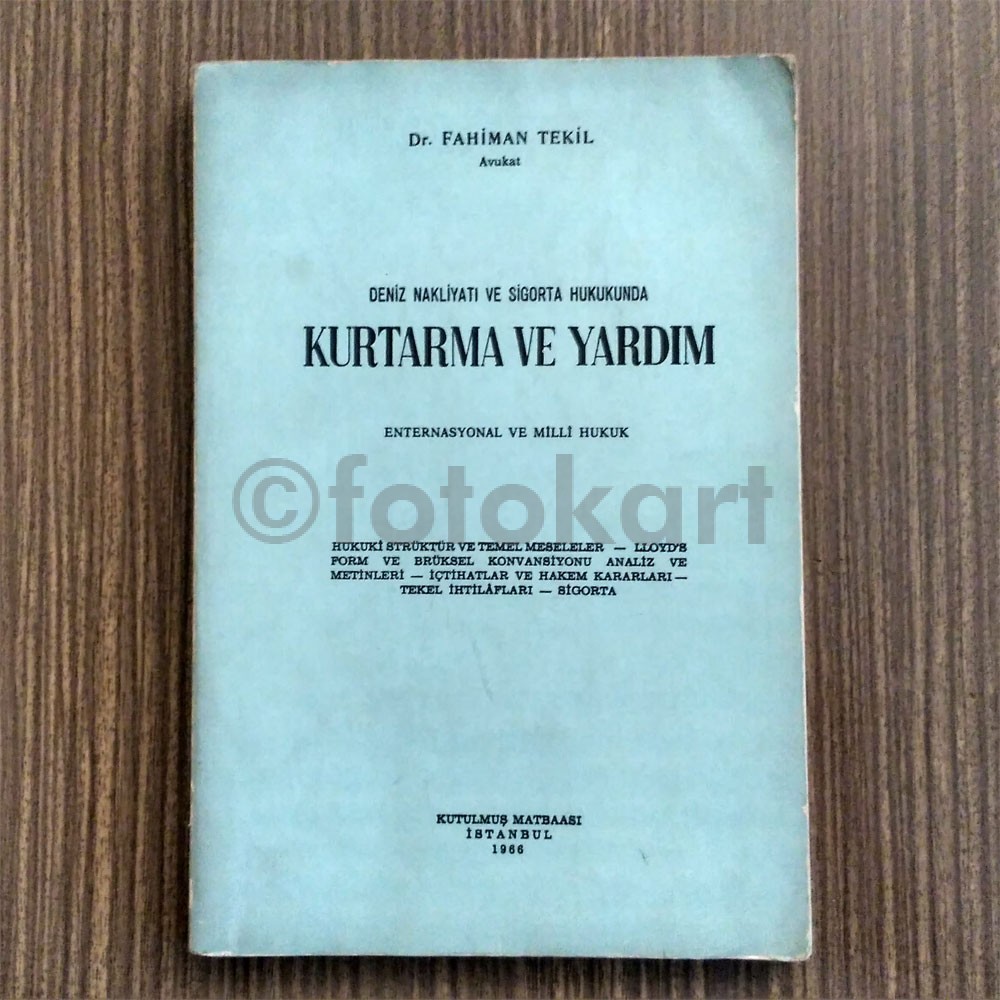 Dr. FAHİMAN TEKİL
Avukat
DENİZ NAKLİYATI VE SİGORTA HUKUKUNDA
KURTARMA VE YARDIM
ENTERNASYONAL VE MİLLÎ HUKUK
©fotokart
HUKUKÎ STRÜKTÜR VE TEMEL MESELELER — LLOYD'S
FORM VE BRÜKSEL KONVANSİYONU ANALİZ VE
METİNLERİ — İÇTİHATLAR VE HAKEM KARARLARI —
TEKEL İHTİLÂFLARI — SİGORTA
KUTULMUŞ MATBAASI
İSTANBUL
1966